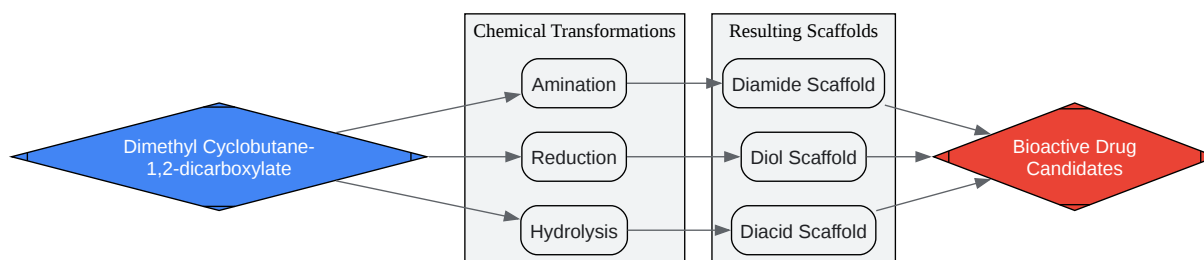 Chemical Transformations
Resulting Scaffolds
Amination
Diamide Scaffold
Dimethyl Cyclobutane-
1,2-dicarboxylate
Reduction
Diol Scaffold
Bioactive Drug
Candidates
Hydrolysis
Diacid Scaffold